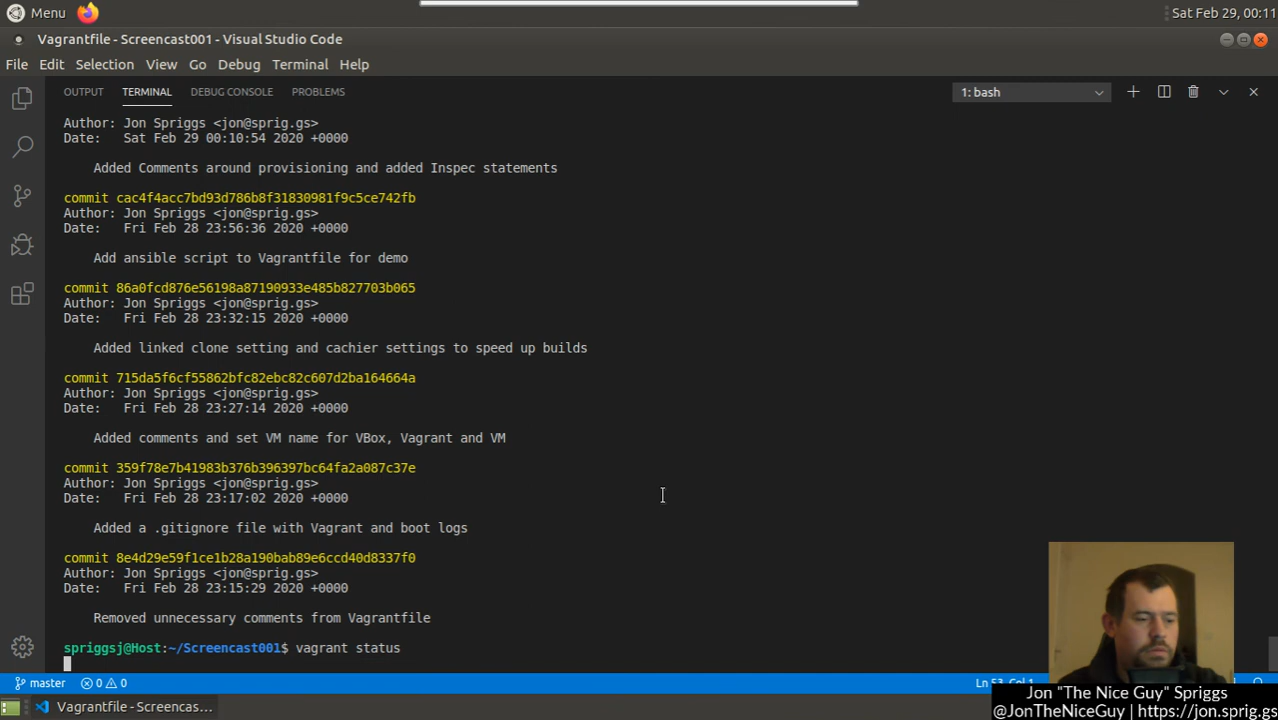 Menu
Sat Feb 29, 00:11
Vagrantfile - Screencast001 - Visual Studio Code
File Edit Selection View Go Debug Terminal Help
OUTPUT TERMINAL DEBUG CONSOLE PROBLEMS 1: bash
Author: Jon Spriggs <jon@sprig.gs>
Date:   Sat Feb 29 00:10:54 2020 +0000
Added Comments around provisioning and added Inspec statements
commit cac4f4acc7bd93d786b8f31830981f9c5ce742fb
Author: Jon Spriggs <jon@sprig.gs>
Date:   Fri Feb 28 23:56:36 2020 +0000
Add ansible script to Vagrantfile for demo
commit 86a0fcd876e56198a87190933e485b827703b065
Author: Jon Spriggs <jon@sprig.gs>
Date:   Fri Feb 28 23:32:15 2020 +0000
Added linked clone setting and cachier settings to speed up builds
commit 715da5f6cf55862bfc82ebc82c607d2ba164664a
Author: Jon Spriggs <jon@sprig.gs>
Date:   Fri Feb 28 23:27:14 2020 +0000
Added comments and set VM name for VBox, Vagrant and VM
commit 359f78e7b41983b376b396397bc64fa2a087c37e
Author: Jon Spriggs <jon@sprig.gs>
Date:   Fri Feb 28 23:17:02 2020 +0000
Added a .gitignore file with Vagrant and boot logs
commit 8e4d29e59f1ce1b28a190bab89e6ccd40d8337f0
Author: Jon Spriggs <jon@sprig.gs>
Date:   Fri Feb 28 23:15:29 2020 +0000
Removed unnecessary comments from Vagrantfile
spriggsj@Host:~/Screencast001$ vagrant status
master 0 0 Ln 53, Col 1
Vagrantfile - Screencas...
Jon "The Nice Guy" Spriggs
@JonTheNiceGuy | https://jon.sprig.gs